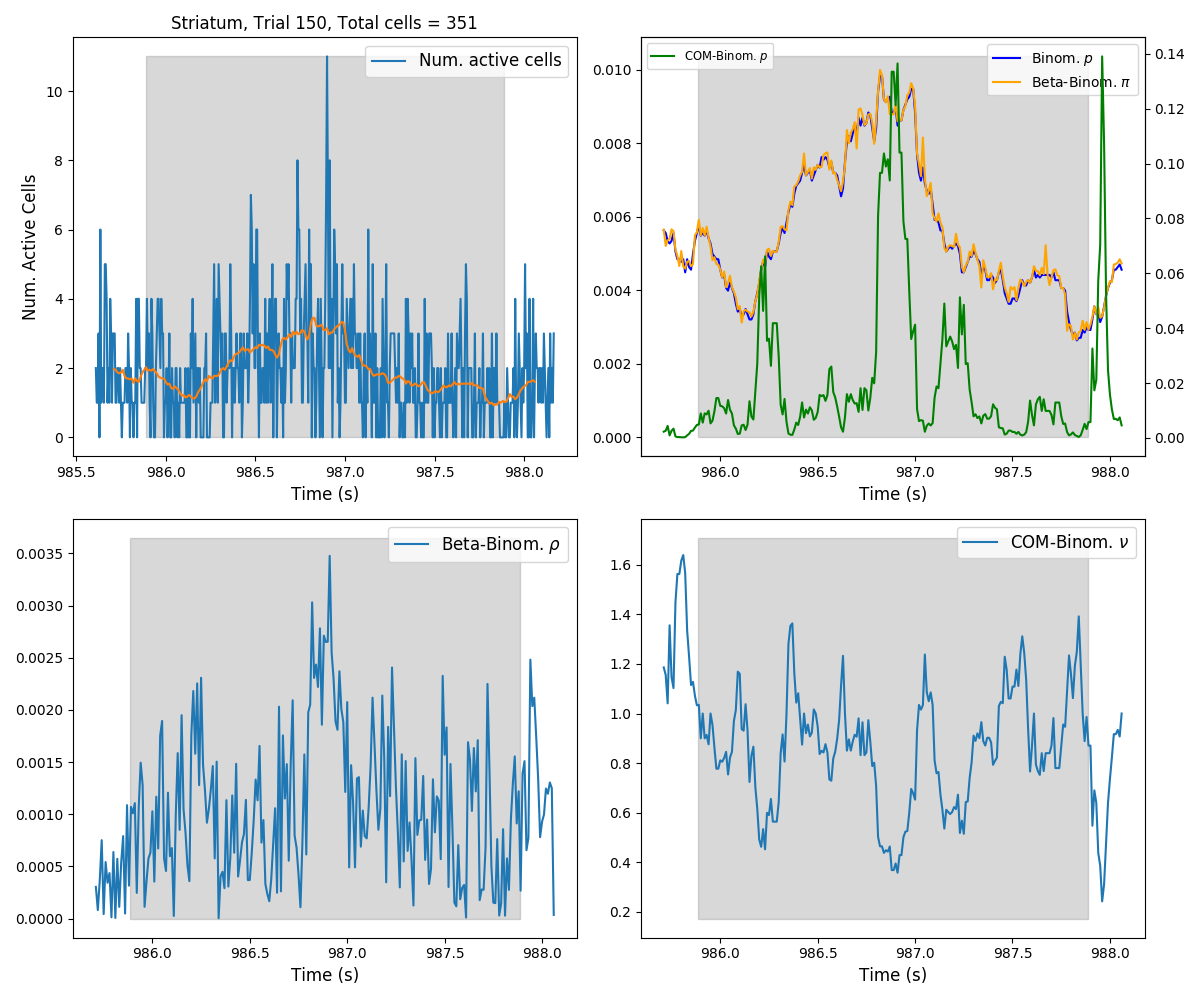 Striatum, Trial 150, Total cells = 351
Num. active cells
Num. Active Cells
10
8
6
4
2
0
985.5 986.0 986.5 987.0 987.5 988.0
Time (s)
COM-Binom. p
Binom. p
Beta-Binom. π
0.010
0.008
0.006
0.004
0.002
0.000
0.14
0.12
0.10
0.08
0.06
0.04
0.02
0.00
986.0 986.5 987.0 987.5 988.0
Time (s)
Beta-Binom. ρ
0.0035
0.0030
0.0025
0.0020
0.0015
0.0010
0.0005
0.0000
986.0 986.5 987.0 987.5 988.0
Time (s)
COM-Binom. ν
1.6
1.4
1.2
1.0
0.8
0.6
0.4
0.2
986.0 986.5 987.0 987.5 988.0
Time (s)